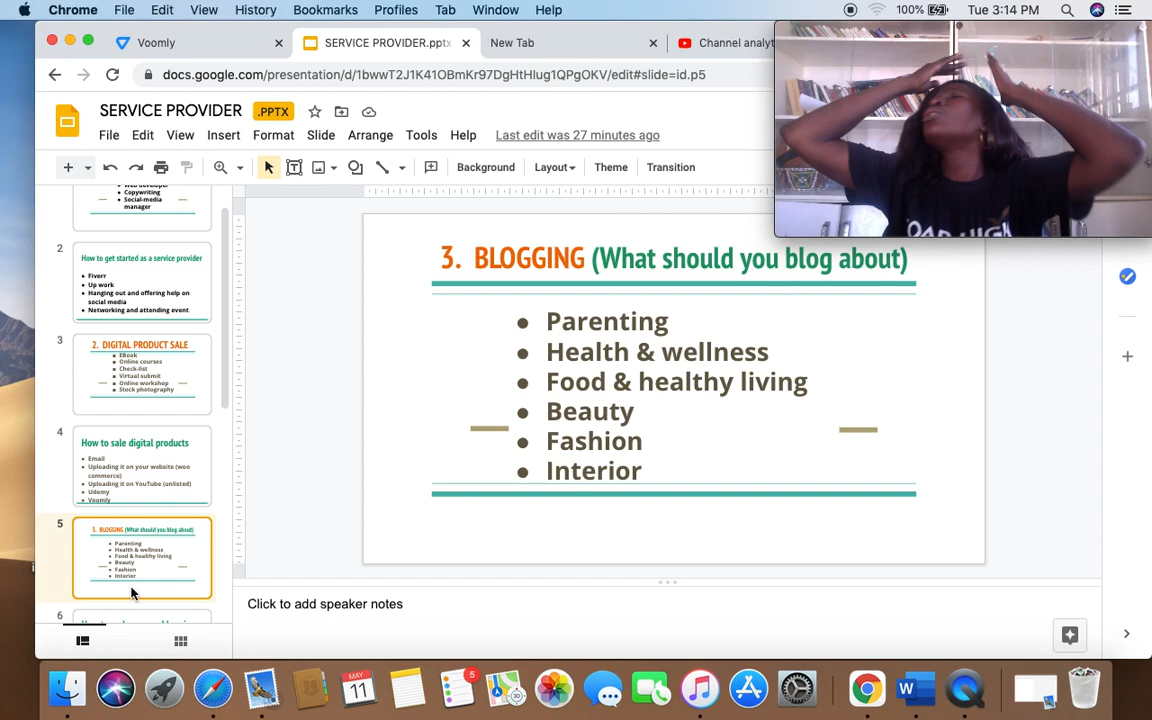 Chrome File Edit View History Bookmarks Profiles Tab Window Help 100% Tue 3:14 PM
Voomly SERVICE PROVIDER.pptx New Tab Channel analyt
docs.google.com/presentation/d/1bwwT2J1K41OBmKr97DgHtHlug1QPgOKV/edit#slide=id.p5
SERVICE PROVIDER .PPTX
File Edit View Insert Format Slide Arrange Tools Help Last edit was 27 minutes ago
Background Layout Theme Transition
Web developer
Copywriting
Social-media
manager
2
How to get started as a service provider
Fiverr
Up work
Hanging out and offering help on
social media
Networking and attending event
3
2. DIGITAL PRODUCT SALE
EBook
Online courses
Check-list
Virtual submit
Online workshop
Stock photography
4
How to sale digital products
Email
Uploading it on your website (woo
commerce)
Uploading it on YouTube (unlisted)
Udemy
Voomly
5
3. BLOGGING (What should you blog about)
Parenting
Health & wellness
Food & healthy living
Beauty
Fashion
Interior
6
3. BLOGGING (What should you blog about)
● Parenting
● Health & wellness
● Food & healthy living
● Beauty
● Fashion
● Interior
Click to add speaker notes
MAY
11
5